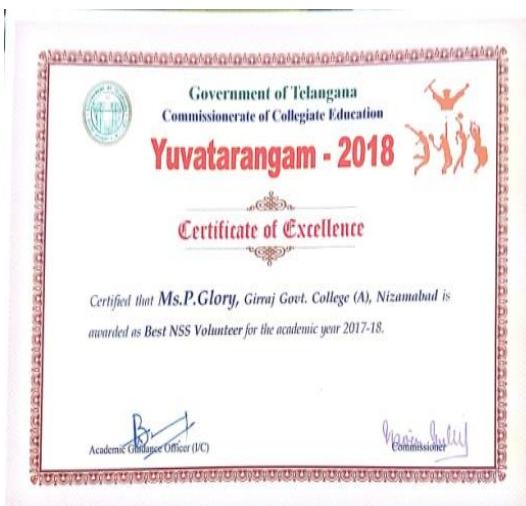 Government of Telangana
Commissionerate of Collegiate Education
Yuvatarangam - 2018
Certificate of Excellence
Certified that Ms.P.Glory, Girraj Govt. College (A), Nizamabad is
awarded as Best NSS Volunteer for the academic year 2017-18.
Academic Guidance Officer (I/C)
Commissioner